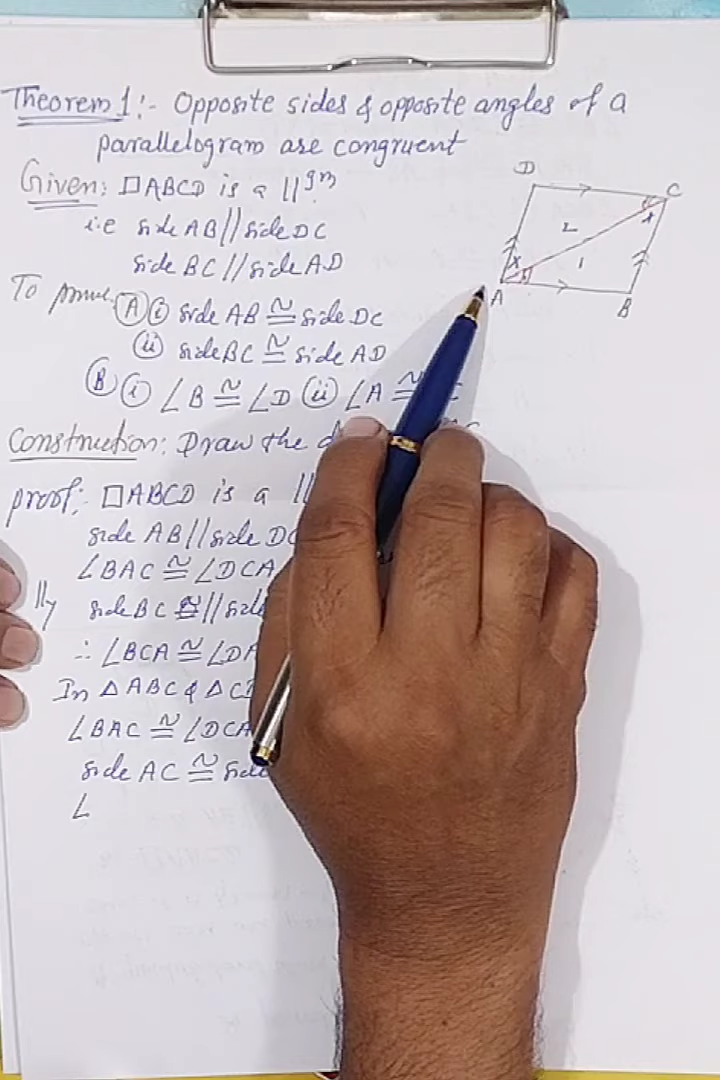 Theorem 1:- Opposite sides & opposite angles of a
parallelogram are congruent
Given: □ABCD is a ||gm
i.e side AB // side DC
side BC // side AD
To prove: (A) (i) side AB ≅ side DC
(ii) side BC ≅ side AD
(B) (i) ∠B ≅ ∠D (ii) ∠A ≅
Construction: Draw the
proof:- □ABCD is a ||
side AB // side DC
∠BAC ≅ ∠DCA
||ly side BC //
∴ ∠BCA ≅
In △ABC &
∠BAC ≅ ∠DCA
side AC ≅ side
∠
D
C
A
B
2
1
x
x